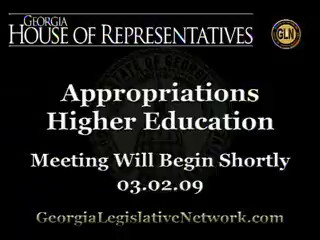 GEORGIA
HOUSE OF REPRESENTATIVES
GLN
Appropriations
Higher Education
Meeting Will Begin Shortly
03.02.09
GeorgiaLegislativeNetwork.com